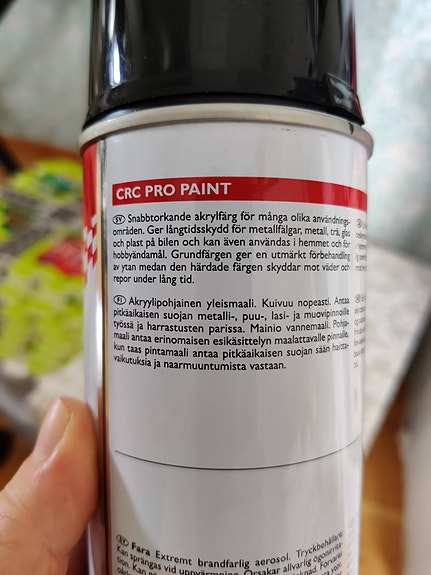 CRC PRO PAINT
SV Snabbtorkande akrylfärg för många olika användnings-
områden. Ger långtidsskydd för metallfälgar, metall, trä, glas
och plast på bilen och kan även användas i hemmet och för
hobbyändamål. Grundfärgen ger en utmärkt förbehandling
av ytan medan den härdade färgen skyddar mot väder och
repor under lång tid.
FI Akryylipohjainen yleismaali. Kuivuu nopeasti. Antaa
pitkäaikaisen suojan metalli-, puu-, lasi- ja muovipinnoille
työssä ja harrastusten parissa. Mainio vannemaali. Pohja-
maali antaa erinomaisen esikäsittelyn maalattavalle pinnalle,
kun taas pintamaali antaa pitkäaikaisen suojan sään haitta-
vaikutuksia ja naarmuuntumista vastaan.
Fara Extremt brandfarlig aerosol. Tryckbehållare:
Kan sprängas vid uppvärmning. Orsakar allvarlig ögonirrita-
tion. Kan